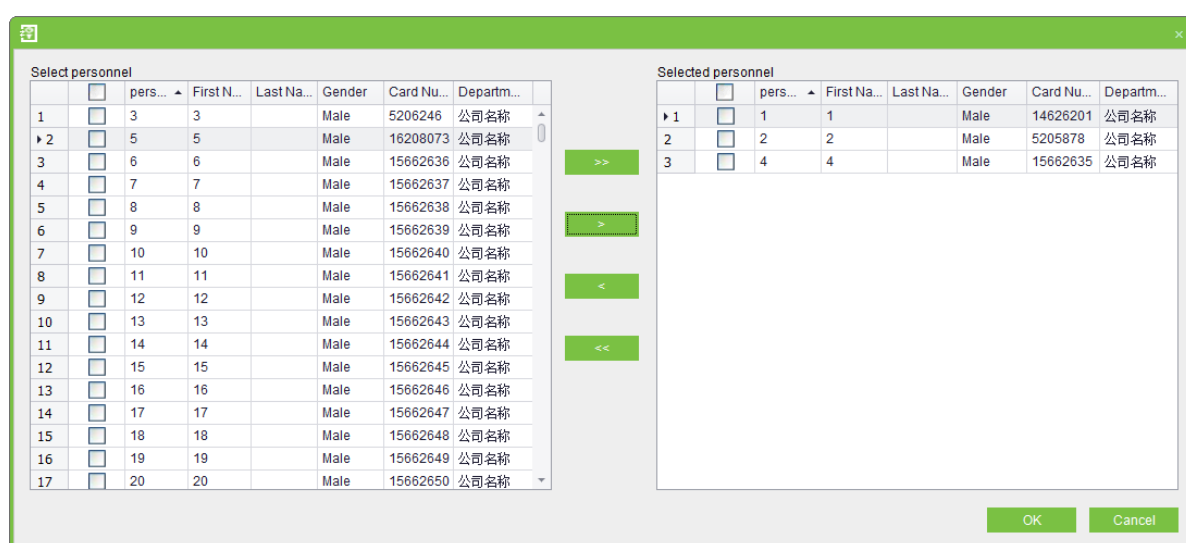 ×
Select personnel
pers... First N... Last Na... Gender Card Nu... Departm...
1 3 3 Male 5206246 公司名称
2 5 5 Male 16208073 公司名称
3 6 6 Male 15662636 公司名称
4 7 7 Male 15662637 公司名称
5 8 8 Male 15662638 公司名称
6 9 9 Male 15662639 公司名称
7 10 10 Male 15662640 公司名称
8 11 11 Male 15662641 公司名称
9 12 12 Male 15662642 公司名称
10 13 13 Male 15662643 公司名称
11 14 14 Male 15662644 公司名称
12 15 15 Male 15662645 公司名称
13 16 16 Male 15662646 公司名称
14 17 17 Male 15662647 公司名称
15 18 18 Male 15662648 公司名称
16 19 19 Male 15662649 公司名称
17 20 20 Male 15662650 公司名称
>>
>
<
<<
Selected personnel
pers... First Na... Last Na... Gender Card Nu... Departm...
1 1 1 Male 14626201 公司名称
2 2 2 Male 5205878 公司名称
3 4 4 Male 15662635 公司名称
OK Cancel